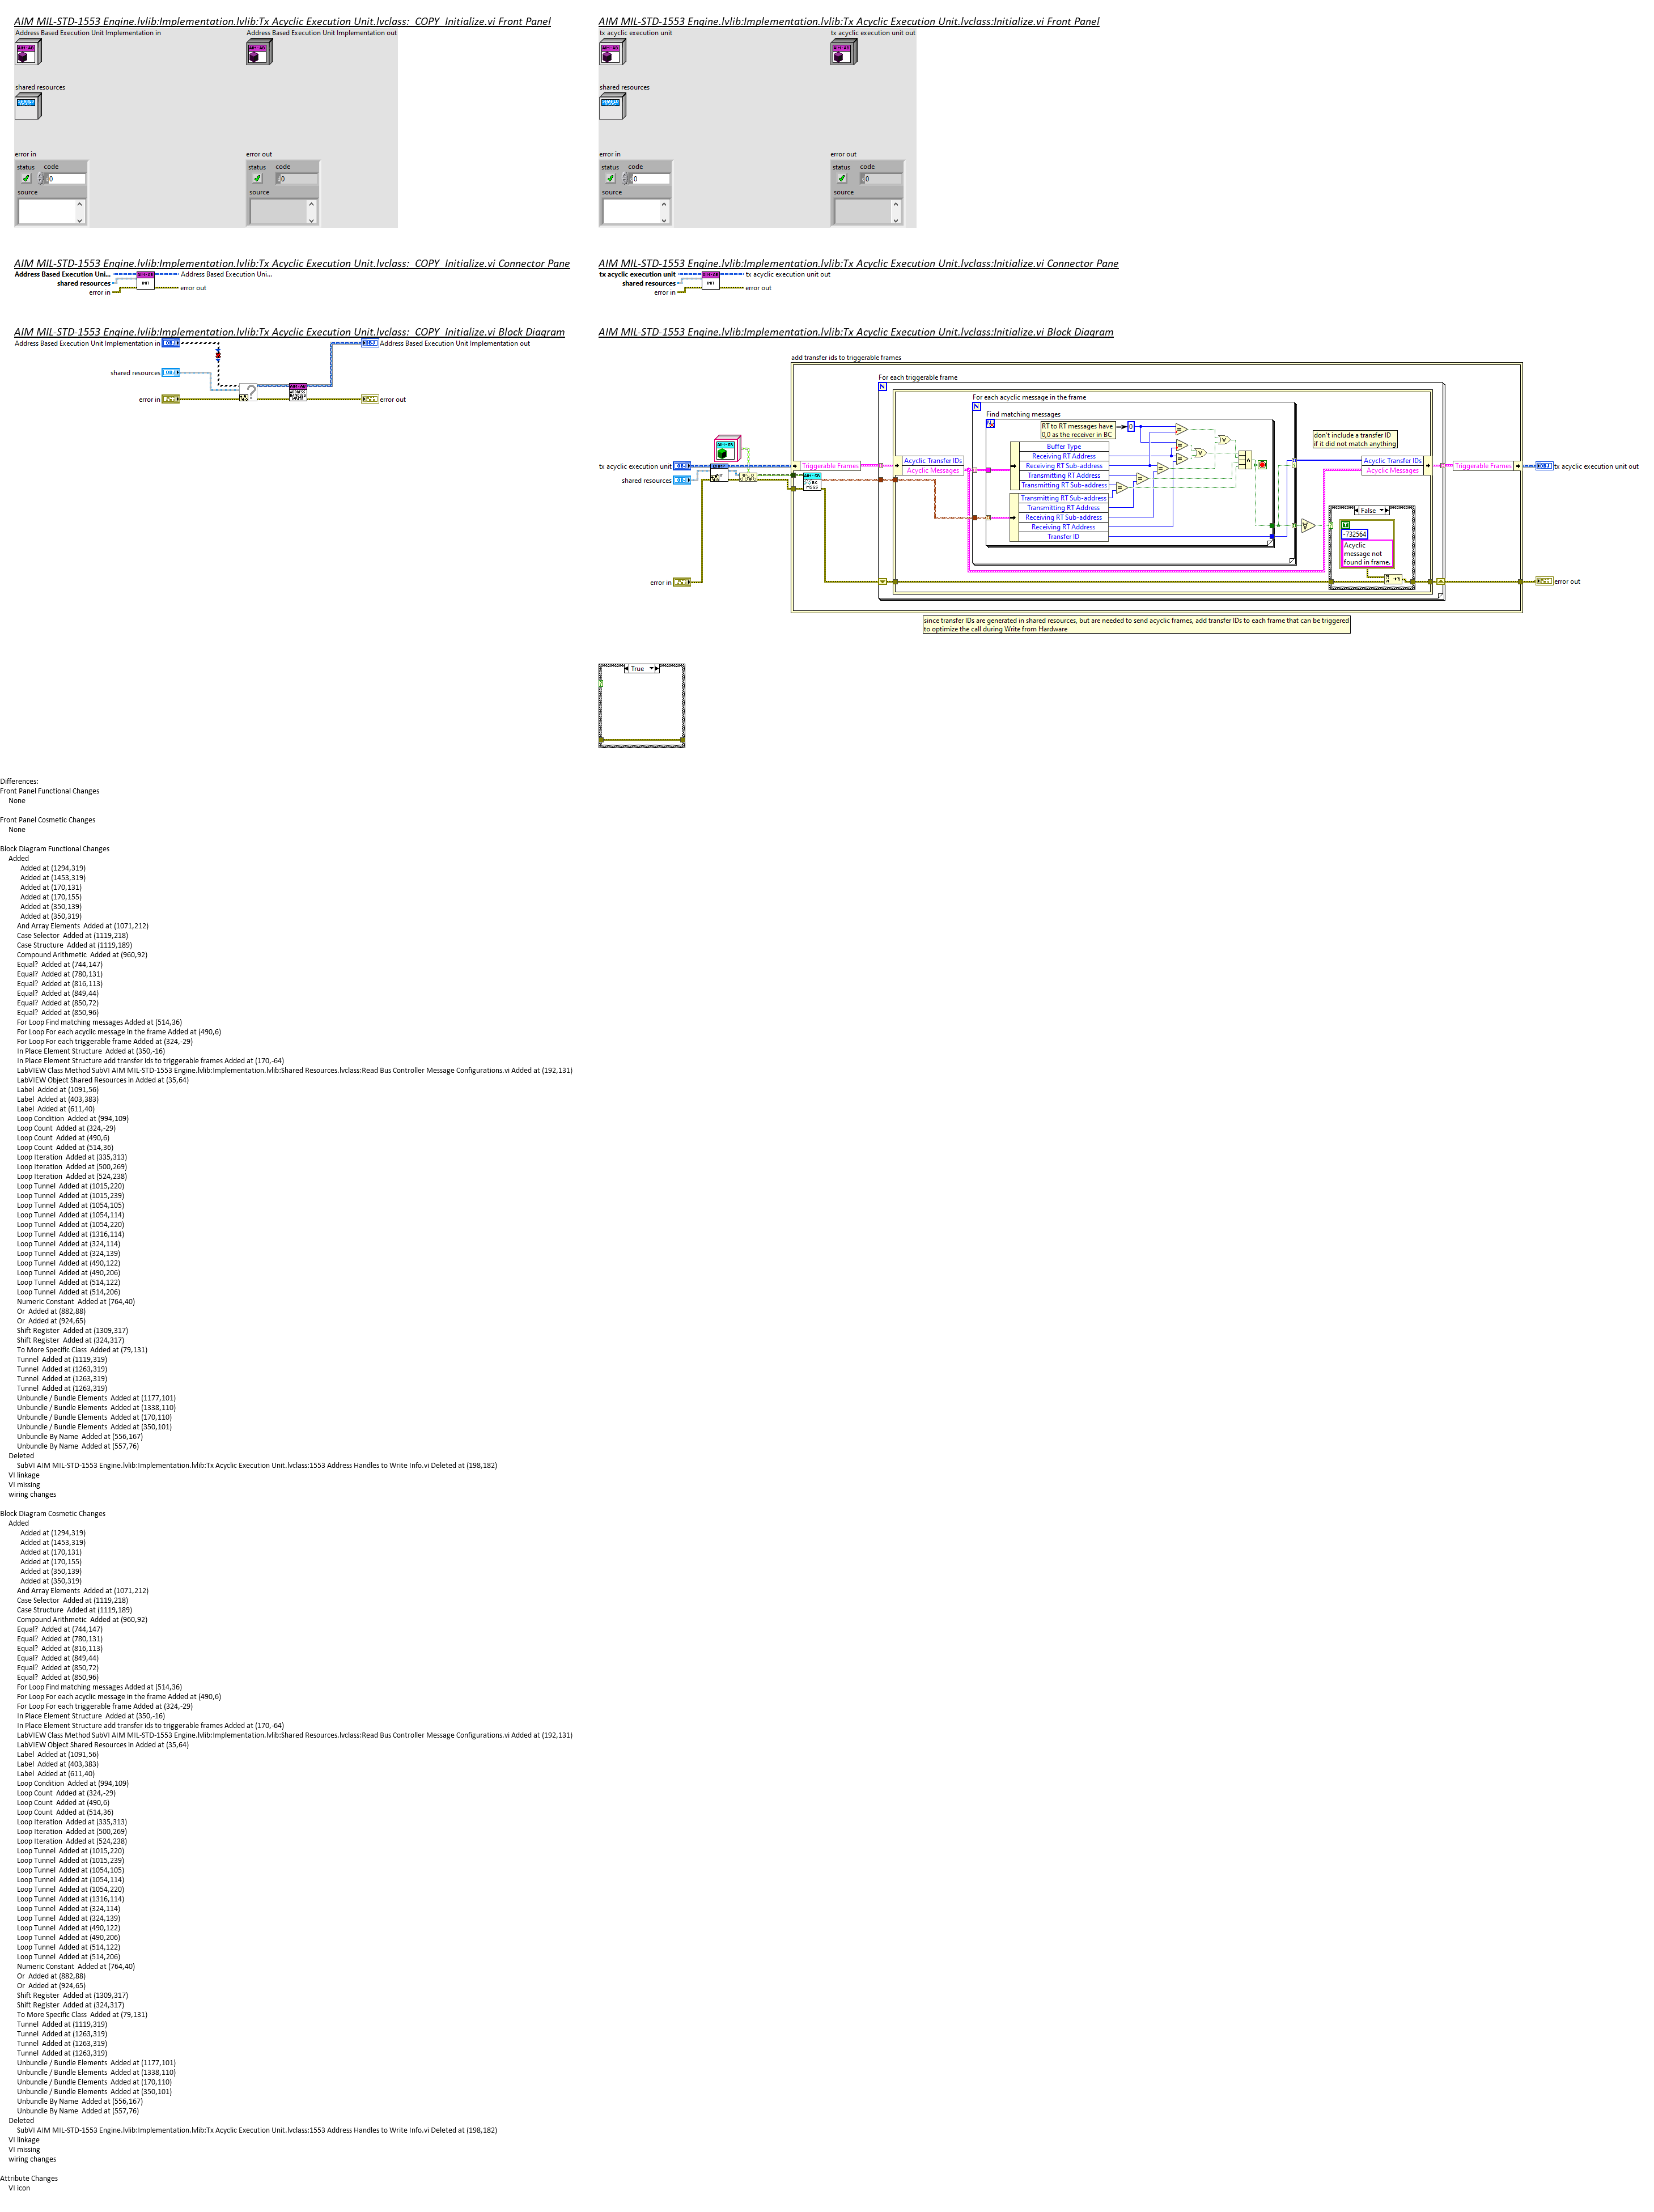 AIM MIL-STD-1553 Engine.lvlib:Implementation.lvlib:Tx Acyclic Execution Unit.lvclass:_COPY_Initialize.vi Front Panel
Address Based Execution Unit Implementation in
Address Based Execution Unit Implementation out
shared resources
error in
status code
0
source
error out
status code
0
source
AIM MIL-STD-1553 Engine.lvlib:Implementation.lvlib:Tx Acyclic Execution Unit.lvclass:Initialize.vi Front Panel
tx acyclic execution unit
tx acyclic execution unit out
shared resources
error in
status code
0
source
error out
status code
0
source
AIM MIL-STD-1553 Engine.lvlib:Implementation.lvlib:Tx Acyclic Execution Unit.lvclass:_COPY_Initialize.vi Connector Pane
Address Based Execution Uni...
Address Based Execution Uni...
shared resources
error in
error out
AIM MIL-STD-1553 Engine.lvlib:Implementation.lvlib:Tx Acyclic Execution Unit.lvclass:Initialize.vi Connector Pane
tx acyclic execution unit
tx acyclic execution unit out
shared resources
error in
error out
AIM MIL-STD-1553 Engine.lvlib:Implementation.lvlib:Tx Acyclic Execution Unit.lvclass:_COPY_Initialize.vi Block Diagram
Address Based Execution Unit Implementation in
Address Based Execution Unit Implementation out
shared resources
error in
error out
AIM MIL-STD-1553 Engine.lvlib:Implementation.lvlib:Tx Acyclic Execution Unit.lvclass:Initialize.vi Block Diagram
add transfer ids to triggerable frames
For each triggerable frame
For each acyclic message in the frame
Find matching messages
RT to RT messages have
0,0 as the receiver in BC
0
don't include a transfer ID
if it did not match anything
Buffer Type
Receiving RT Address
Receiving RT Sub-address
Transmitting RT Address
Transmitting RT Sub-address
Transmitting RT Sub-address
Transmitting RT Address
Receiving RT Sub-address
Receiving RT Address
Transfer ID
tx acyclic execution unit
shared resources
Triggerable Frames
Acyclic Transfer IDs
Acyclic Messages
Acyclic Transfer IDs
Acyclic Messages
Triggerable Frames
tx acyclic execution unit out
False
-732564
Acyclic
message not
found in frame.
error in
error out
since transfer IDs are generated in shared resources, but are needed to send acyclic frames, add transfer IDs to each frame that can be triggered
to optimize the call during Write from Hardware
True
Differences:
Front Panel Functional Changes
None
Front Panel Cosmetic Changes
None
Block Diagram Functional Changes
Added
Added at (1294,319)
Added at (1453,319)
Added at (170,131)
Added at (170,155)
Added at (350,139)
Added at (350,319)
And Array Elements  Added at (1071,212)
Case Selector  Added at (1119,218)
Case Structure  Added at (1119,189)
Compound Arithmetic  Added at (960,92)
Equal?  Added at (744,147)
Equal?  Added at (780,131)
Equal?  Added at (816,113)
Equal?  Added at (849,44)
Equal?  Added at (850,72)
Equal?  Added at (850,96)
For Loop Find matching messages Added at (514,36)
For Loop For each acyclic message in the frame Added at (490,6)
For Loop For each triggerable frame Added at (324,-29)
In Place Element Structure  Added at (350,-16)
In Place Element Structure add transfer ids to triggerable frames Added at (170,-64)
LabVIEW Class Method SubVI AIM MIL-STD-1553 Engine.lvlib:Implementation.lvlib:Shared Resources.lvclass:Read Bus Controller Message Configurations.vi Added at (192,131)
LabVIEW Object Shared Resources in Added at (35,64)
Label  Added at (1091,56)
Label  Added at (403,383)
Label  Added at (611,40)
Loop Condition  Added at (994,109)
Loop Count  Added at (324,-29)
Loop Count  Added at (490,6)
Loop Count  Added at (514,36)
Loop Iteration  Added at (335,313)
Loop Iteration  Added at (500,269)
Loop Iteration  Added at (524,238)
Loop Tunnel  Added at (1015,220)
Loop Tunnel  Added at (1015,239)
Loop Tunnel  Added at (1054,105)
Loop Tunnel  Added at (1054,114)
Loop Tunnel  Added at (1054,220)
Loop Tunnel  Added at (1316,114)
Loop Tunnel  Added at (324,114)
Loop Tunnel  Added at (324,139)
Loop Tunnel  Added at (490,122)
Loop Tunnel  Added at (490,206)
Loop Tunnel  Added at (514,122)
Loop Tunnel  Added at (514,206)
Numeric Constant  Added at (764,40)
Or  Added at (882,88)
Or  Added at (924,65)
Shift Register  Added at (1309,317)
Shift Register  Added at (324,317)
To More Specific Class  Added at (79,131)
Tunnel  Added at (1119,319)
Tunnel  Added at (1263,319)
Tunnel  Added at (1263,319)
Tunnel  Added at (1263,319)
Unbundle / Bundle Elements  Added at (1177,101)
Unbundle / Bundle Elements  Added at (1338,110)
Unbundle / Bundle Elements  Added at (170,110)
Unbundle / Bundle Elements  Added at (350,101)
Unbundle By Name  Added at (556,167)
Unbundle By Name  Added at (557,76)
Deleted
SubVI AIM MIL-STD-1553 Engine.lvlib:Implementation.lvlib:Tx Acyclic Execution Unit.lvclass:1553 Address Handles to Write Info.vi Deleted at (198,182)
VI linkage
VI missing
wiring changes
Block Diagram Cosmetic Changes
Added
Added at (1294,319)
Added at (1453,319)
Added at (170,131)
Added at (170,155)
Added at (350,139)
Added at (350,319)
And Array Elements  Added at (1071,212)
Case Selector  Added at (1119,218)
Case Structure  Added at (1119,189)
Compound Arithmetic  Added at (960,92)
Equal?  Added at (744,147)
Equal?  Added at (780,131)
Equal?  Added at (816,113)
Equal?  Added at (849,44)
Equal?  Added at (850,72)
Equal?  Added at (850,96)
For Loop Find matching messages Added at (514,36)
For Loop For each acyclic message in the frame Added at (490,6)
For Loop For each triggerable frame Added at (324,-29)
In Place Element Structure  Added at (350,-16)
In Place Element Structure add transfer ids to triggerable frames Added at (170,-64)
LabVIEW Class Method SubVI AIM MIL-STD-1553 Engine.lvlib:Implementation.lvlib:Shared Resources.lvclass:Read Bus Controller Message Configurations.vi Added at (192,131)
LabVIEW Object Shared Resources in Added at (35,64)
Label  Added at (1091,56)
Label  Added at (403,383)
Label  Added at (611,40)
Loop Condition  Added at (994,109)
Loop Count  Added at (324,-29)
Loop Count  Added at (490,6)
Loop Count  Added at (514,36)
Loop Iteration  Added at (335,313)
Loop Iteration  Added at (500,269)
Loop Iteration  Added at (524,238)
Loop Tunnel  Added at (1015,220)
Loop Tunnel  Added at (1015,239)
Loop Tunnel  Added at (1054,105)
Loop Tunnel  Added at (1054,114)
Loop Tunnel  Added at (1054,220)
Loop Tunnel  Added at (1316,114)
Loop Tunnel  Added at (324,114)
Loop Tunnel  Added at (324,139)
Loop Tunnel  Added at (490,122)
Loop Tunnel  Added at (490,206)
Loop Tunnel  Added at (514,122)
Loop Tunnel  Added at (514,206)
Numeric Constant  Added at (764,40)
Or  Added at (882,88)
Or  Added at (924,65)
Shift Register  Added at (1309,317)
Shift Register  Added at (324,317)
To More Specific Class  Added at (79,131)
Tunnel  Added at (1119,319)
Tunnel  Added at (1263,319)
Tunnel  Added at (1263,319)
Tunnel  Added at (1263,319)
Unbundle / Bundle Elements  Added at (1177,101)
Unbundle / Bundle Elements  Added at (1338,110)
Unbundle / Bundle Elements  Added at (170,110)
Unbundle / Bundle Elements  Added at (350,101)
Unbundle By Name  Added at (556,167)
Unbundle By Name  Added at (557,76)
Deleted
SubVI AIM MIL-STD-1553 Engine.lvlib:Implementation.lvlib:Tx Acyclic Execution Unit.lvclass:1553 Address Handles to Write Info.vi Deleted at (198,182)
VI linkage
VI missing
wiring changes
Attribute Changes
VI icon